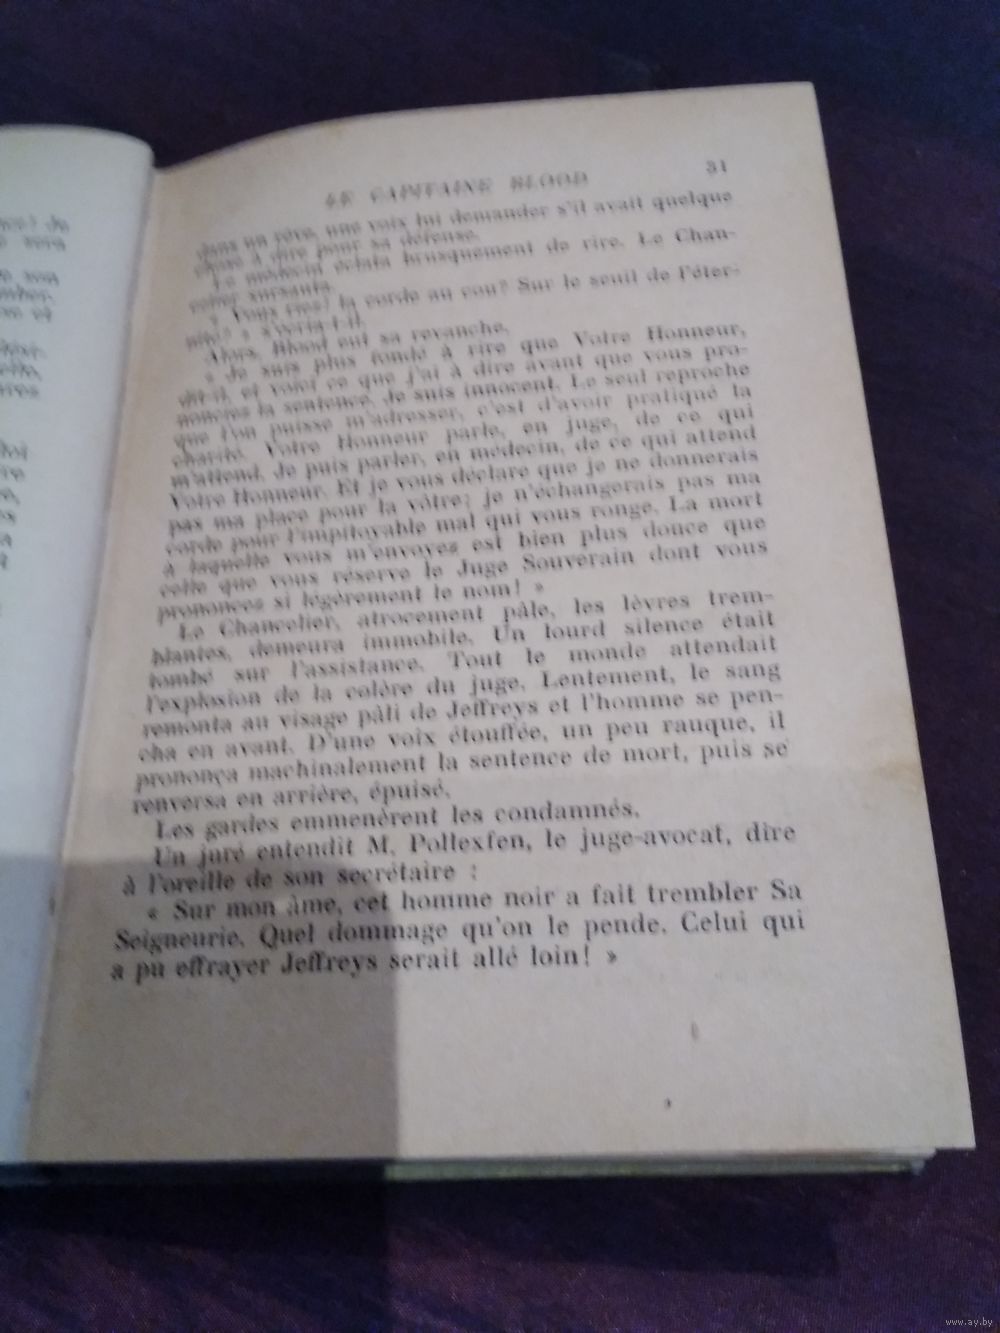 LE CAPITAINE BLOOD 31
dans un rêve, une voix lui demander s'il avait quelque
chose à dire pour sa défense.
Le médecin éclata brusquement de rire. Le Chan-
celier sursauta.
« Vous riez? la corde au cou? Sur le seuil de l'éter-
nité? » s'écria-t-il.
Alors, Blood eut sa revanche.
« Je suis plus fondé à rire que Votre Honneur,
dit-il, et voici ce que j'ai à dire avant que vous pro-
nonciez la sentence. Je suis innocent. Le seul reproche
que l'on puisse m'adresser, c'est d'avoir pratiqué la
charité. Votre Honneur parle, en juge, de ce qui
m'attend. Je puis parler, en médecin, de ce qui attend
Votre Honneur. Et je vous déclare que je ne donnerais
pas ma place pour la vôtre; je n'échangerais pas ma
corde pour l'impitoyable mal qui vous ronge. La mort
à laquelle vous m'envoyez est bien plus douce que
celle que vous réserve le Juge Souverain dont vous
prononcez si légèrement le nom! »
Le Chancelier, atrocement pâle, les lèvres trem-
blantes, demeura immobile. Un lourd silence était
tombé sur l'assistance. Tout le monde attendait
l'explosion de la colère du juge. Lentement, le sang
remonta au visage pâli de Jeffreys et l'homme se pen-
cha en avant. D'une voix étouffée, un peu rauque, il
prononça machinalement la sentence de mort, puis se
renversa en arrière, épuisé.
Les gardes emmenèrent les condamnés.
Un juré entendit M. Pollexfen, le juge-avocat, dire
à l'oreille de son secrétaire :
« Sur mon âme, cet homme noir a fait trembler Sa
Seigneurie. Quel dommage qu'on le pende. Celui qui
a pu effrayer Jeffreys serait allé loin! »
www.ay.by